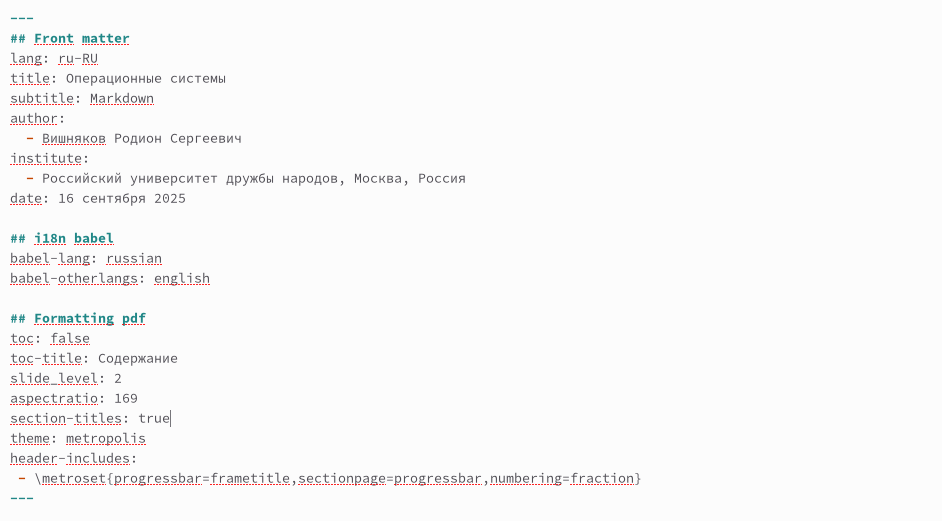 ---
## Front matter
lang: ru-RU
title: Операционные системы
subtitle: Markdown
author:
  - Вишняков Родион Сергеевич
institute:
  - Российский университет дружбы народов, Москва, Россия
date: 16 сентября 2025

## i18n babel
babel-lang: russian
babel-otherlangs: english

## Formatting pdf
toc: false
toc-title: Содержание
slide_level: 2
aspectratio: 169
section-titles: true
theme: metropolis
header-includes:
 - \metroset{progressbar=frametitle,sectionpage=progressbar,numbering=fraction}
---